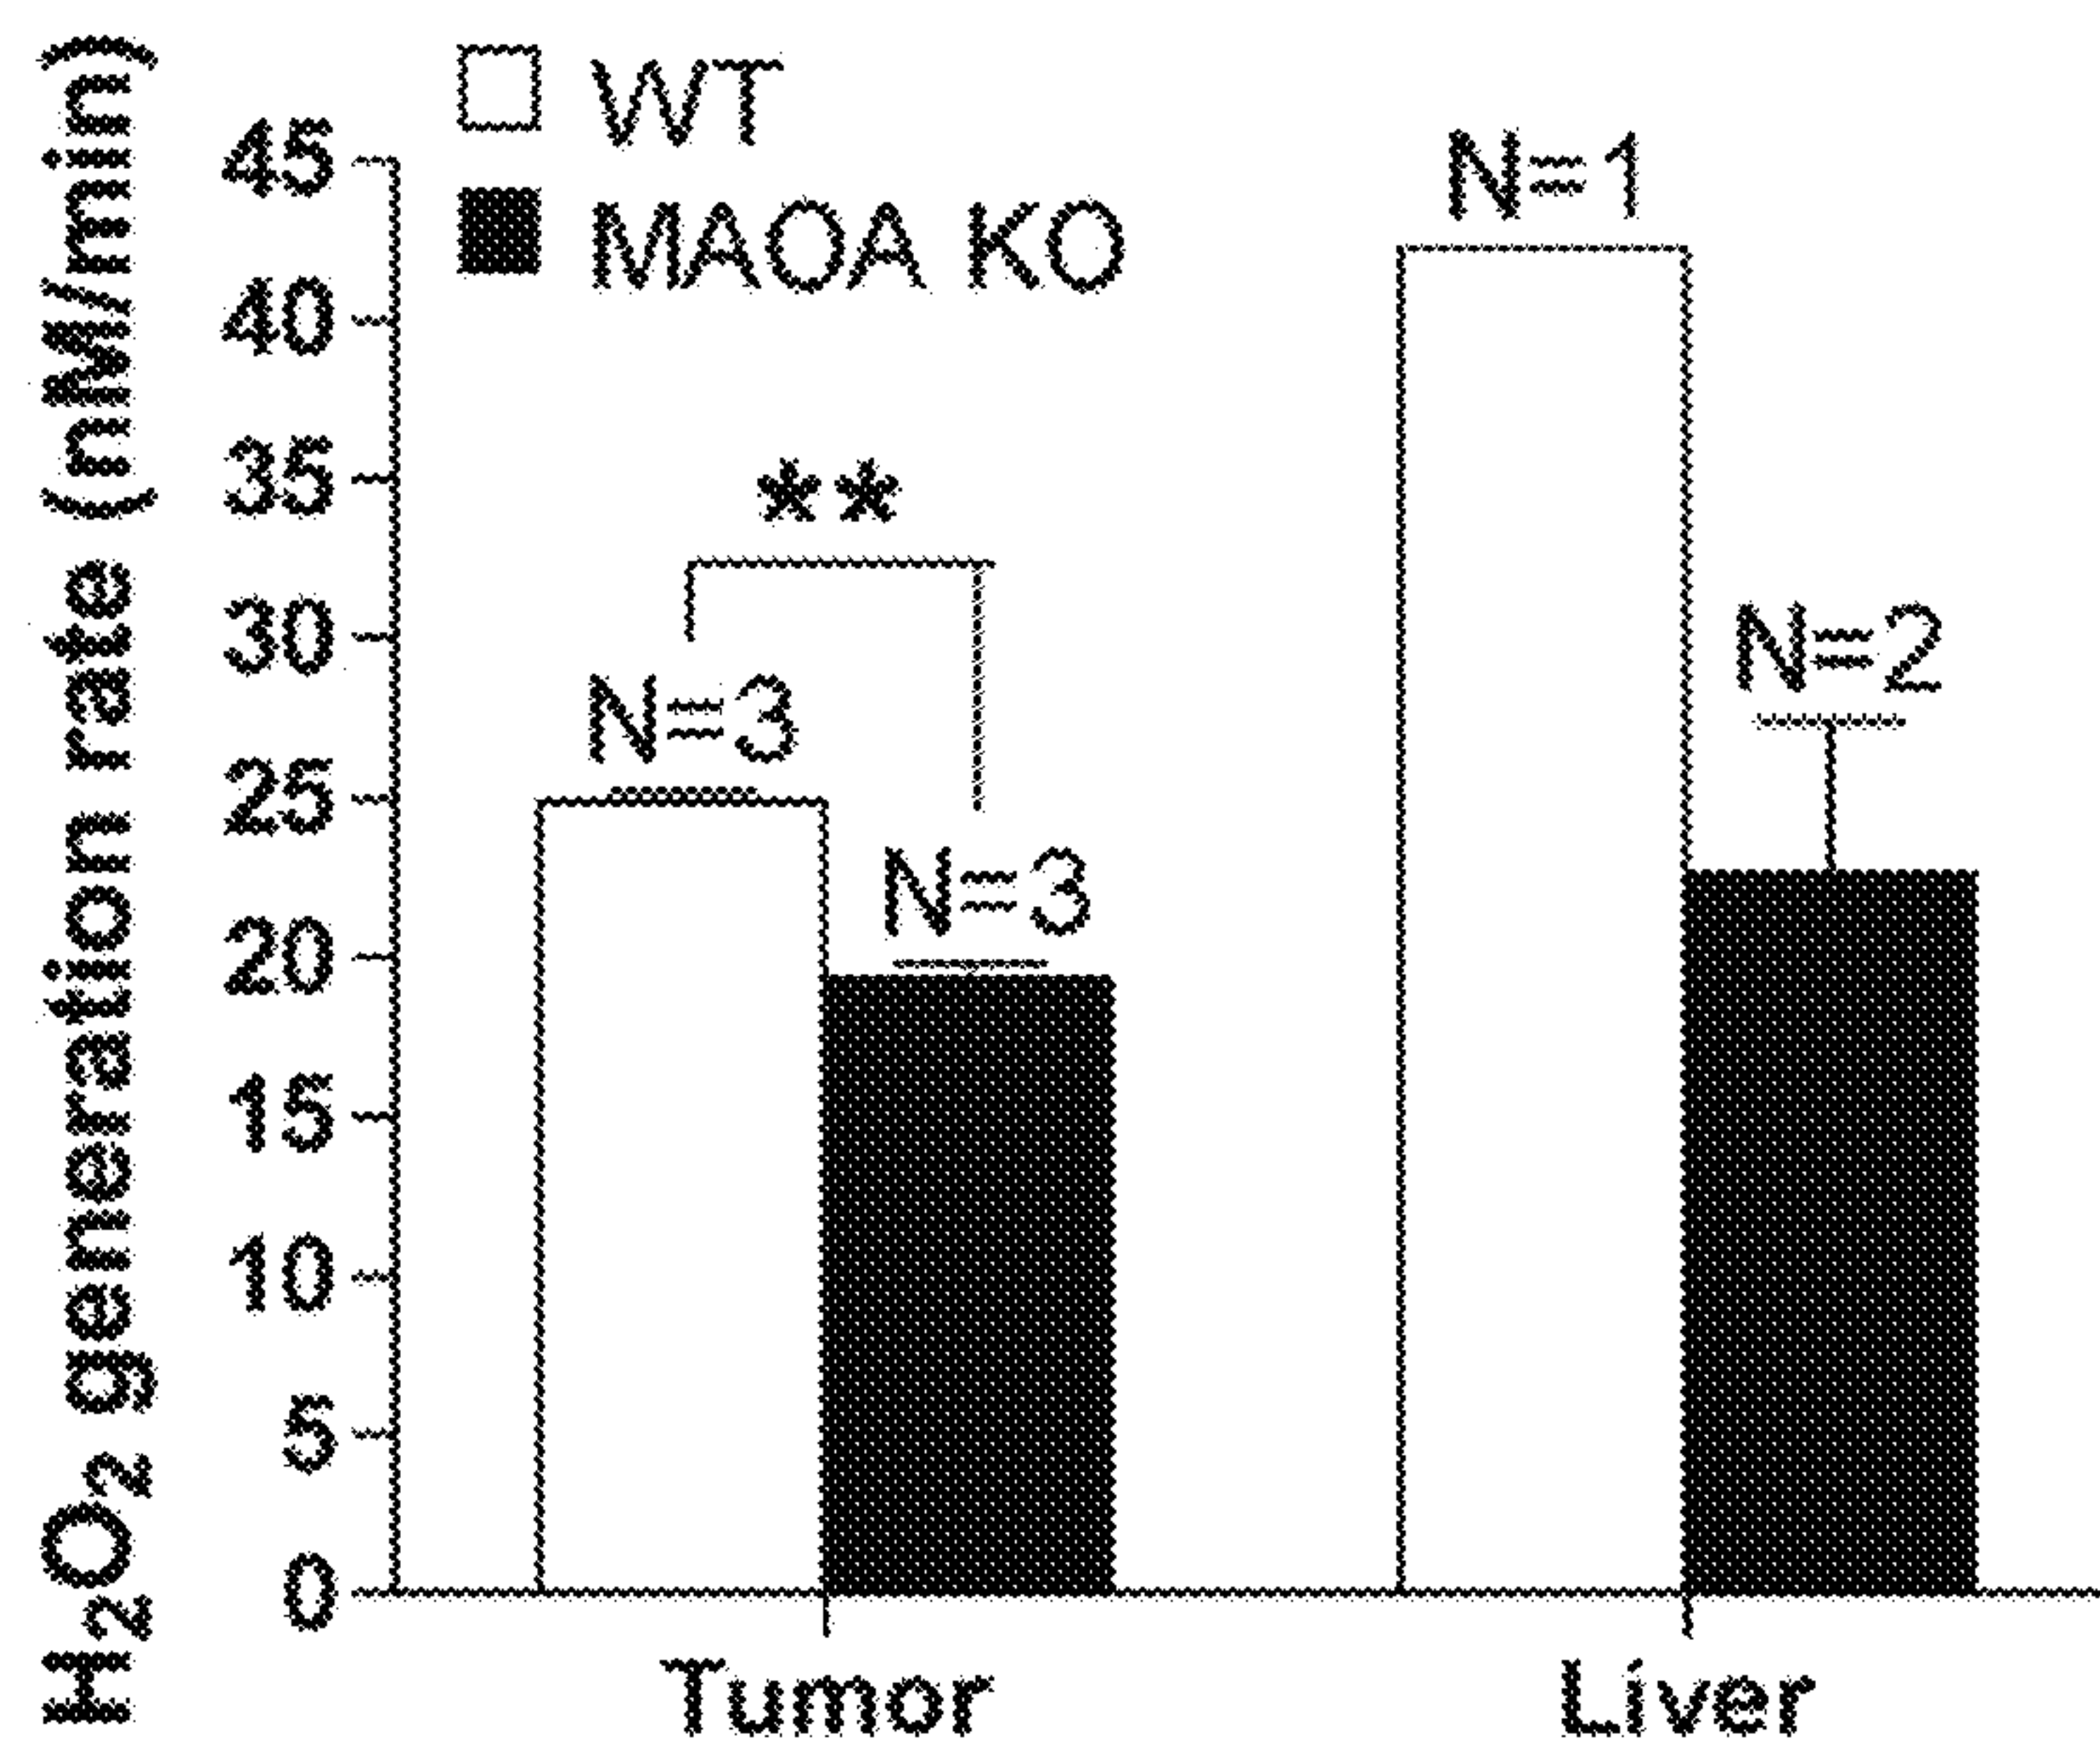 H₂O₂ generation rate (nM/min)
WT
MAOA KO
45
40
35
30
25
20
15
10
5
0
**
N=3
N=3
N=1
N=2
Tumor
Liver